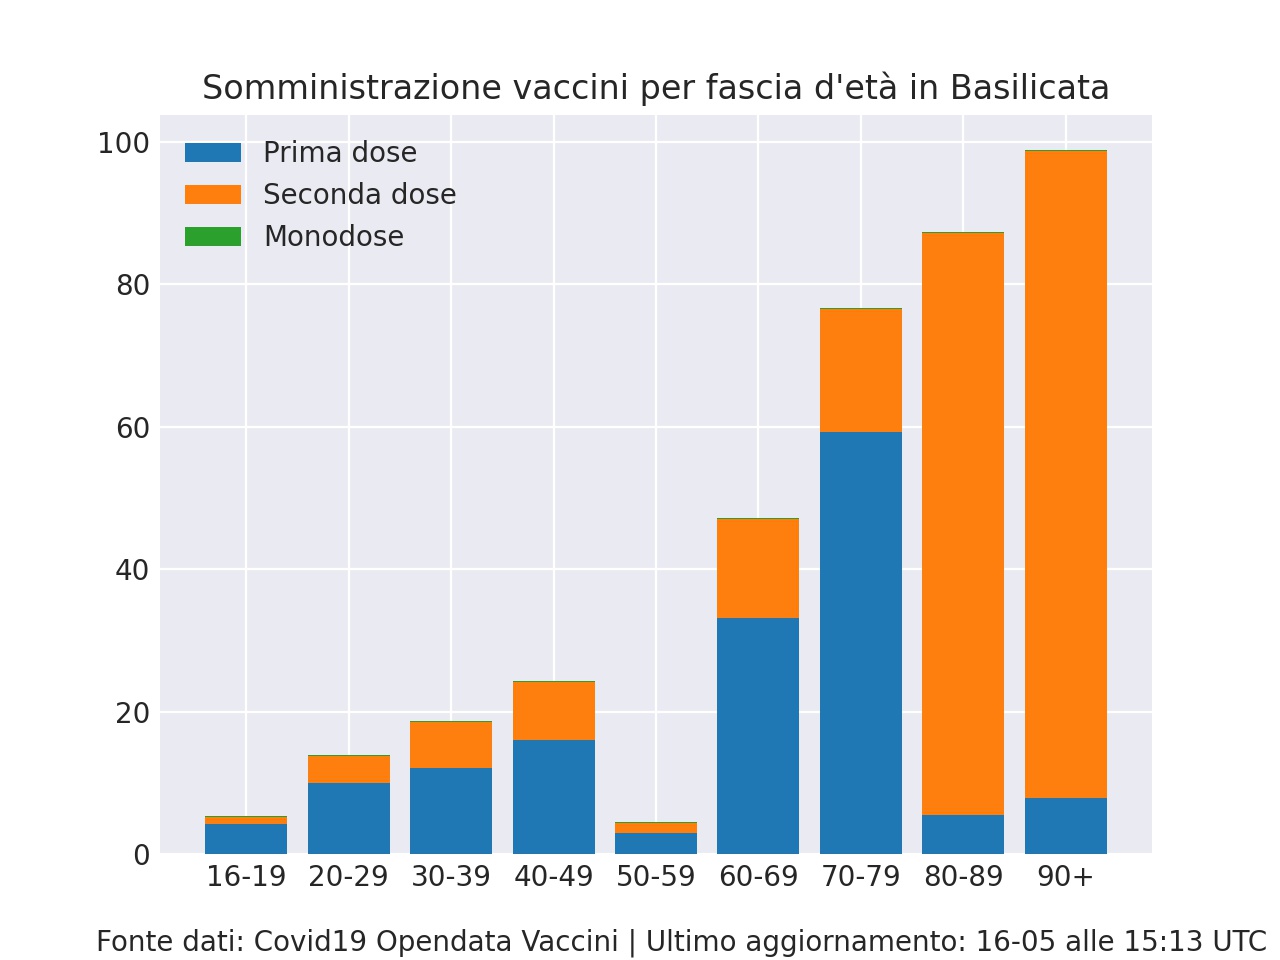 Somministrazione vaccini per fascia d'età in Basilicata
100
80
60
40
20
0
Prima dose
Seconda dose
Monodose
16-19 20-29 30-39 40-49 50-59 60-69 70-79 80-89 90+
Fonte dati: Covid19 Opendata Vaccini | Ultimo aggiornamento: 16-05 alle 15:13 UTC